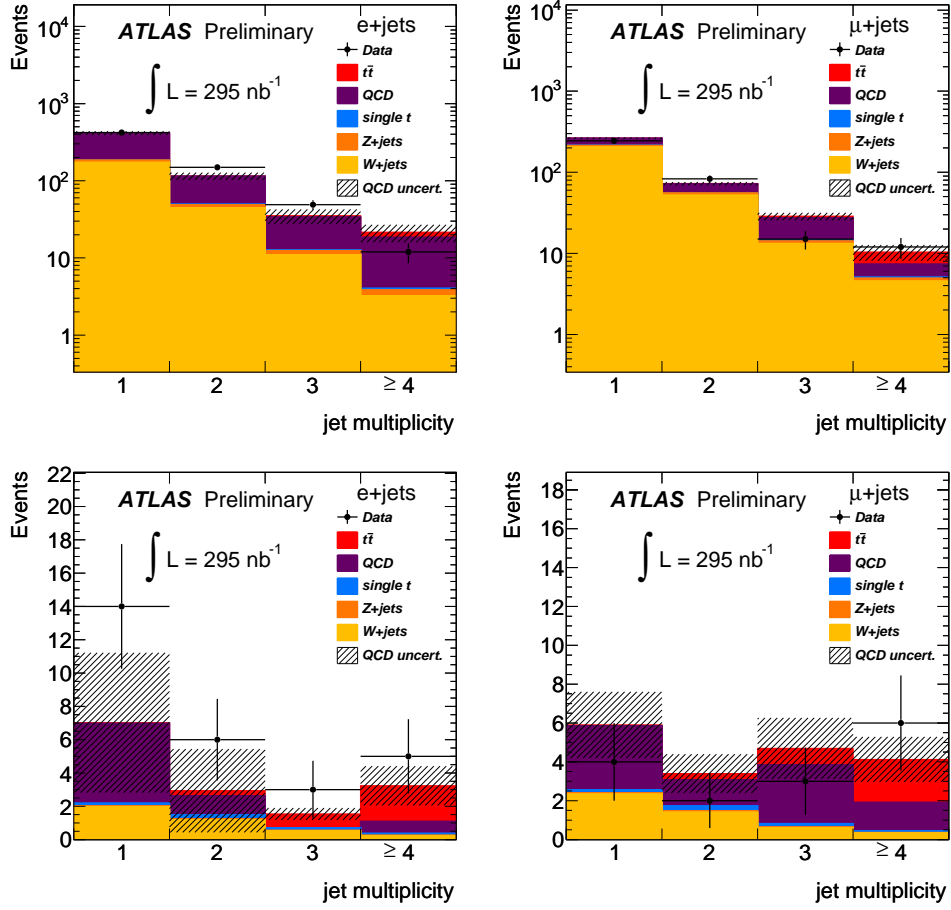 Events
10⁴
10³
10²
10
1
ATLAS Preliminary
e+jets
∫ L = 295 nb⁻¹
Data
tt̄
QCD
single t
Z+jets
W+jets
QCD uncert.
1 2 3 ≥ 4
jet multiplicity
Events
10⁴
10³
10²
10
1
ATLAS Preliminary
μ+jets
∫ L = 295 nb⁻¹
Data
tt̄
QCD
single t
Z+jets
W+jets
QCD uncert.
1 2 3 ≥ 4
jet multiplicity
Events
22
20
18
16
14
12
10
8
6
4
2
0
ATLAS Preliminary
e+jets
∫ L = 295 nb⁻¹
Data
tt̄
QCD
single t
Z+jets
W+jets
QCD uncert.
1 2 3 ≥ 4
jet multiplicity
Events
18
16
14
12
10
8
6
4
2
0
ATLAS Preliminary
μ+jets
∫ L = 295 nb⁻¹
Data
tt̄
QCD
single t
Z+jets
W+jets
QCD uncert.
1 2 3 ≥ 4
jet multiplicity